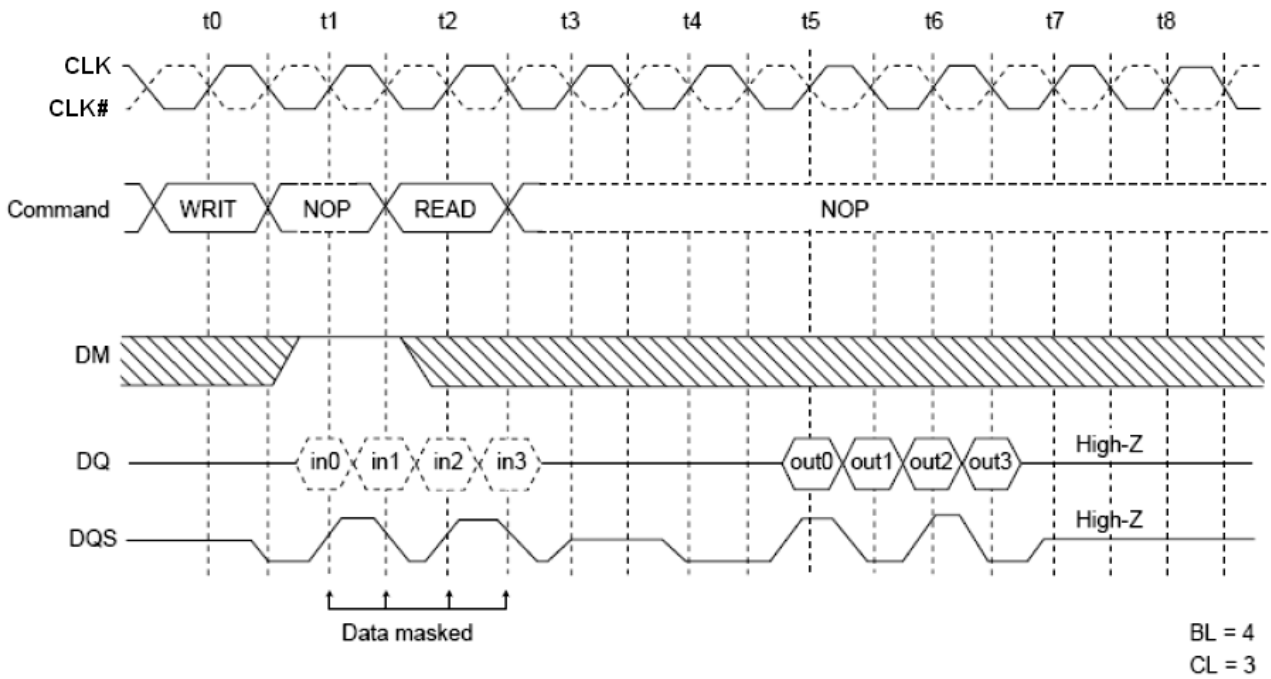 t0 t1 t2 t3 t4 t5 t6 t7 t8
CLK
CLK#
Command WRIT NOP READ NOP
DM
DQ in0 in1 in2 in3 out0 out1 out2 out3 High-Z
DQS High-Z
Data masked
BL = 4
CL = 3